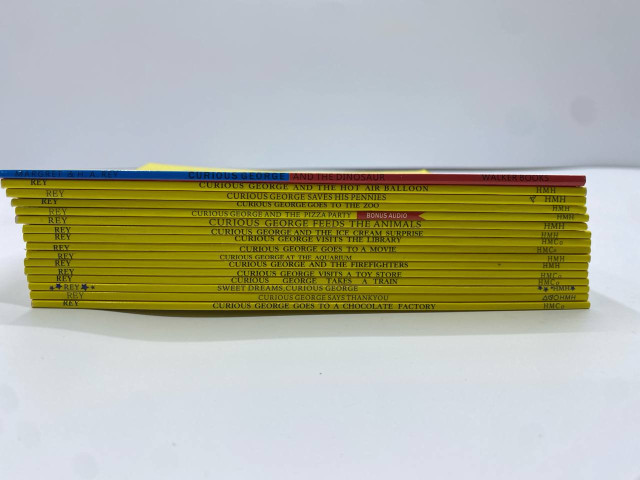 MARGRET & H.A. REY CURIOUS GEORGE AND THE DINOSAUR WALKER BOOKS
REY CURIOUS GEORGE AND THE HOT AIR BALLOON HMH
REY CURIOUS GEORGE SAVES HIS PENNIES HMH
REY CURIOUS GEORGE GOES TO THE ZOO HMH
REY CURIOUS GEORGE AND THE PIZZA PARTY BONUS AUDIO HMH
REY CURIOUS GEORGE FEEDS THE ANIMALS HMH
REY CURIOUS GEORGE AND THE ICE CREAM SURPRISE HMH
REY CURIOUS GEORGE VISITS THE LIBRARY HMCo
REY CURIOUS GEORGE GOES TO A MOVIE HMCo
REY CURIOUS GEORGE AT THE AQUARIUM HMH
REY CURIOUS GEORGE AND THE FIREFIGHTERS HMH
REY CURIOUS GEORGE VISITS A TOY STORE HMCo
REY CURIOUS GEORGE TAKES A TRAIN HMCo
REY SWEET DREAMS, CURIOUS GEORGE HMH
REY CURIOUS GEORGE SAYS THANK YOU HMH
REY CURIOUS GEORGE GOES TO A CHOCOLATE FACTORY HMCo